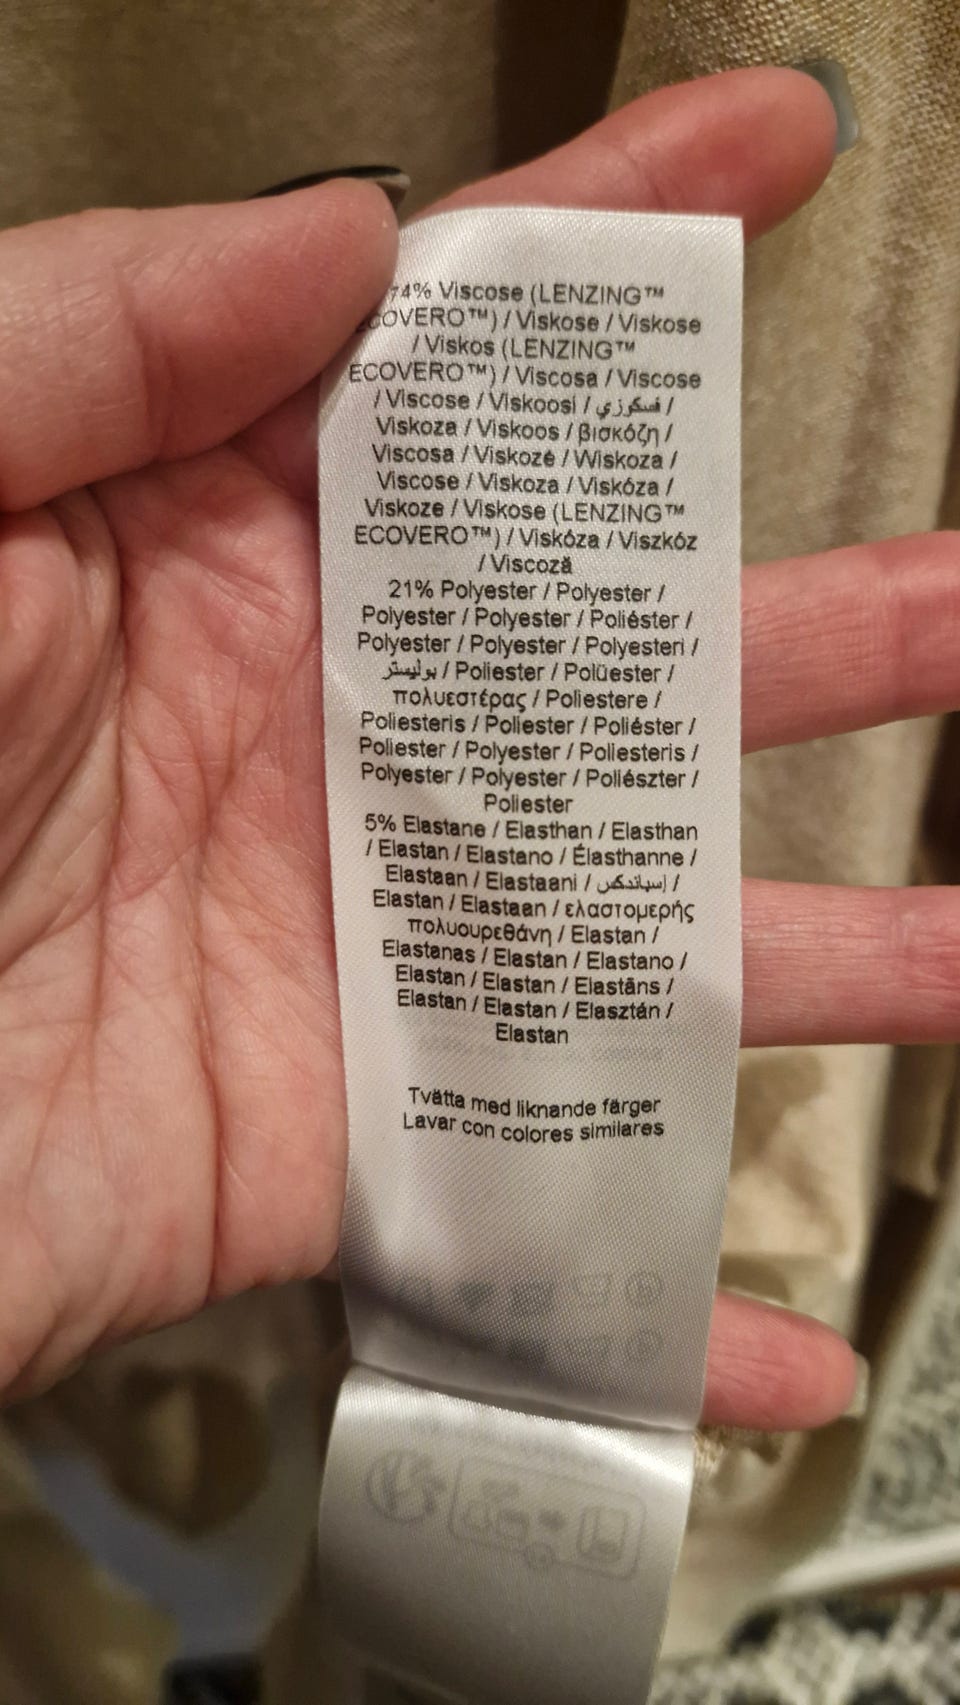 74% Viscose (LENZING™
ECOVERO™) / Viskose / Viskose
/ Viskos (LENZING™
ECOVERO™) / Viscosa / Viscose
/ Viscose / Viskoosi / فسكوزي /
Viskoza / Viskoos / βισκόζη /
Viscosa / Viskozė / Wiskoza /
Viscose / Viskoza / Viskóza /
Viskoze / Viskose (LENZING™
ECOVERO™) / Viskóza / Viszkóz
/ Viscoză
21% Polyester / Polyester /
Polyester / Polyester / Poliéster /
Polyester / Polyester / Polyesteri /
بوليستر / Poliester / Polüester /
πολυεστέρας / Poliestere /
Poliesteris / Poliester / Poliéster /
Poliester / Polyester / Poliesteris /
Polyester / Polyester / Poliészter /
Poliester
5% Elastane / Elasthan / Elasthan
/ Elastan / Elastano / Élasthanne /
Elastaan / Elastaani / إسباندكس /
Elastan / Elastaan / ελαστομερής
πολυουρεθάνη / Elastan /
Elastanas / Elastan / Elastano /
Elastan / Elastan / Elastāns /
Elastan / Elastan / Elasztán /
Elastan
Tvätta med liknande färger
Lavar con colores similares